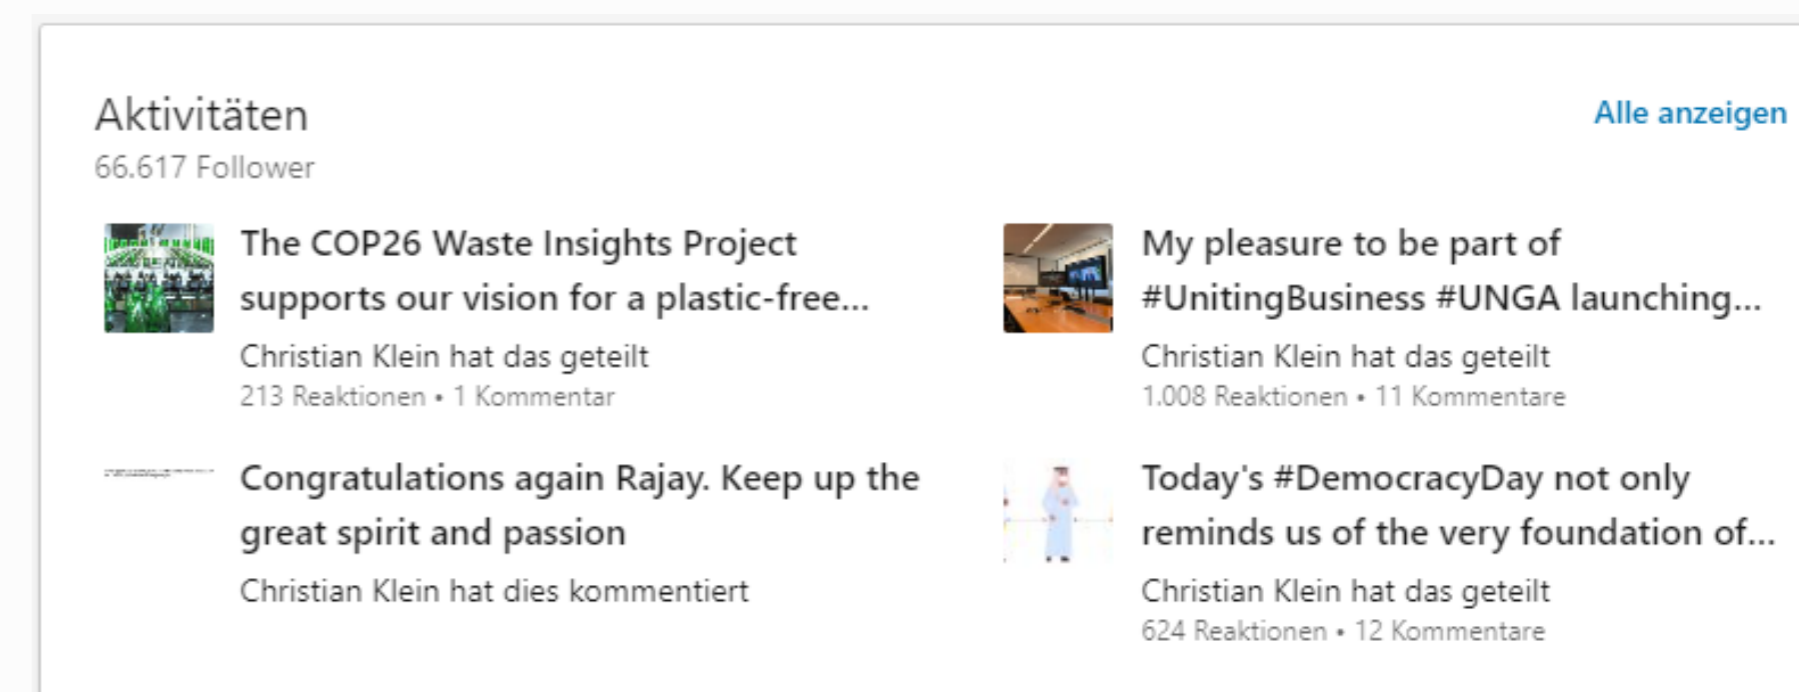 Aktivitäten
Alle anzeigen
66.617 Follower
The COP26 Waste Insights Project
supports our vision for a plastic-free...
Christian Klein hat das geteilt
213 Reaktionen • 1 Kommentar
My pleasure to be part of
#UnitingBusiness #UNGA launching...
Christian Klein hat das geteilt
1.008 Reaktionen • 11 Kommentare
Congratulations again Rajay. Keep up the
great spirit and passion
Christian Klein hat dies kommentiert
Today's #DemocracyDay not only
reminds us of the very foundation of...
Christian Klein hat das geteilt
624 Reaktionen • 12 Kommentare